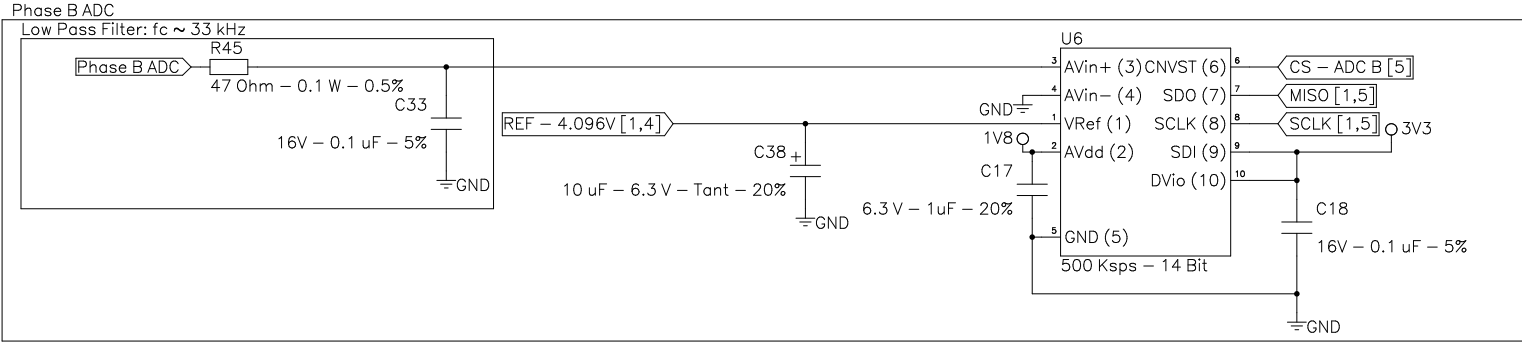 Phase B ADC
Low Pass Filter: fc ~ 33 kHz
R45
Phase B ADC
47 Ohm – 0.1 W – 0.5%
C33
16V – 0.1 uF – 5%
GND
REF – 4.096V [1,4]
C38 +
10 uF – 6.3 V – Tant – 20%
GND
U6
3 AVin+ (3) CNVST (6) 6
CS – ADC B [5]
GND
4 AVin– (4) SDO (7) 7
MISO [1,5]
1 VRef (1) SCLK (8) 8
SCLK [1,5]
1V8
2 AVdd (2) SDI (9) 9
3V3
DVio (10) 10
C17
6.3 V – 1uF – 20%
5 GND (5)
500 Ksps – 14 Bit
C18
16V – 0.1 uF – 5%
GND